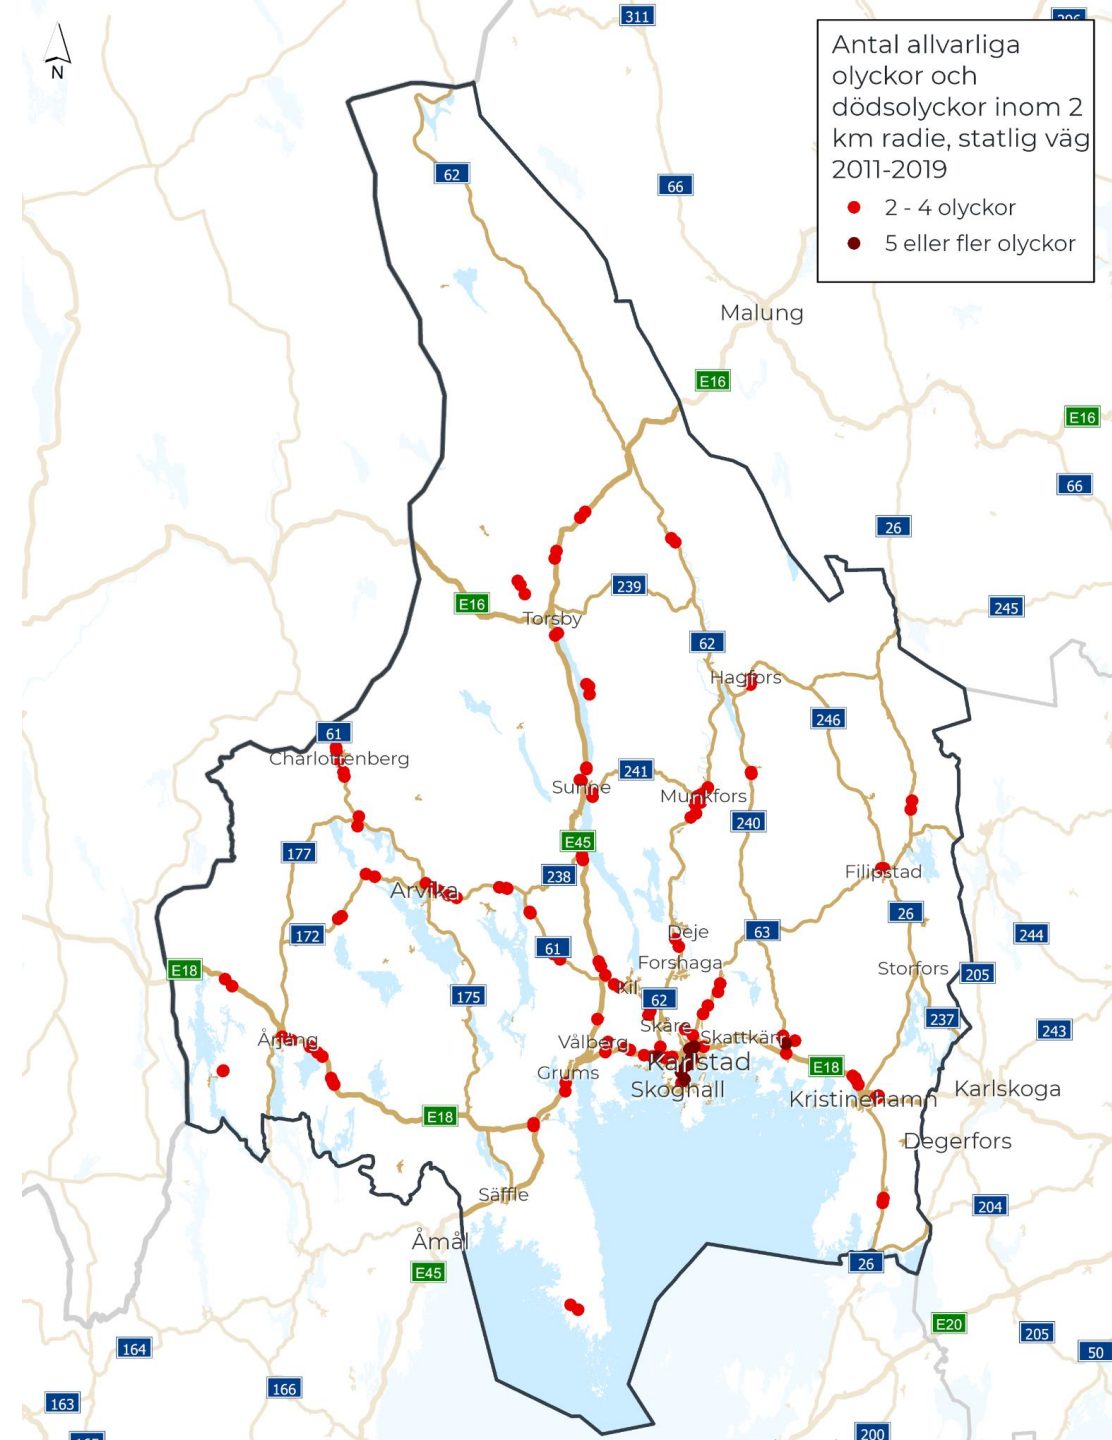 311
N
Antal allvarliga
olyckor och
dödsolyckor inom 2
km radie, statlig väg
2011-2019
2 - 4 olyckor
5 eller fler olyckor
62
66
Malung
E16
E16
66
26
239
E16
245
Torsby
62
Hagfors
246
61
Charlottenberg
241
Sunne
Munkfors
240
E45
177
238
Filipstad
Arvika
26
172
Deje
63
244
61
Forshaga
E18
Storfors
205
Kil
175
62
237
Skåre
243
Årjäng
Vålberg
Skattkärr
Karlstad
E18
Grums
Skoghall
Karlskoga
Kristinehamn
E18
Degerfors
Säffle
204
Åmål
26
E45
E20
205
164
50
166
163
200